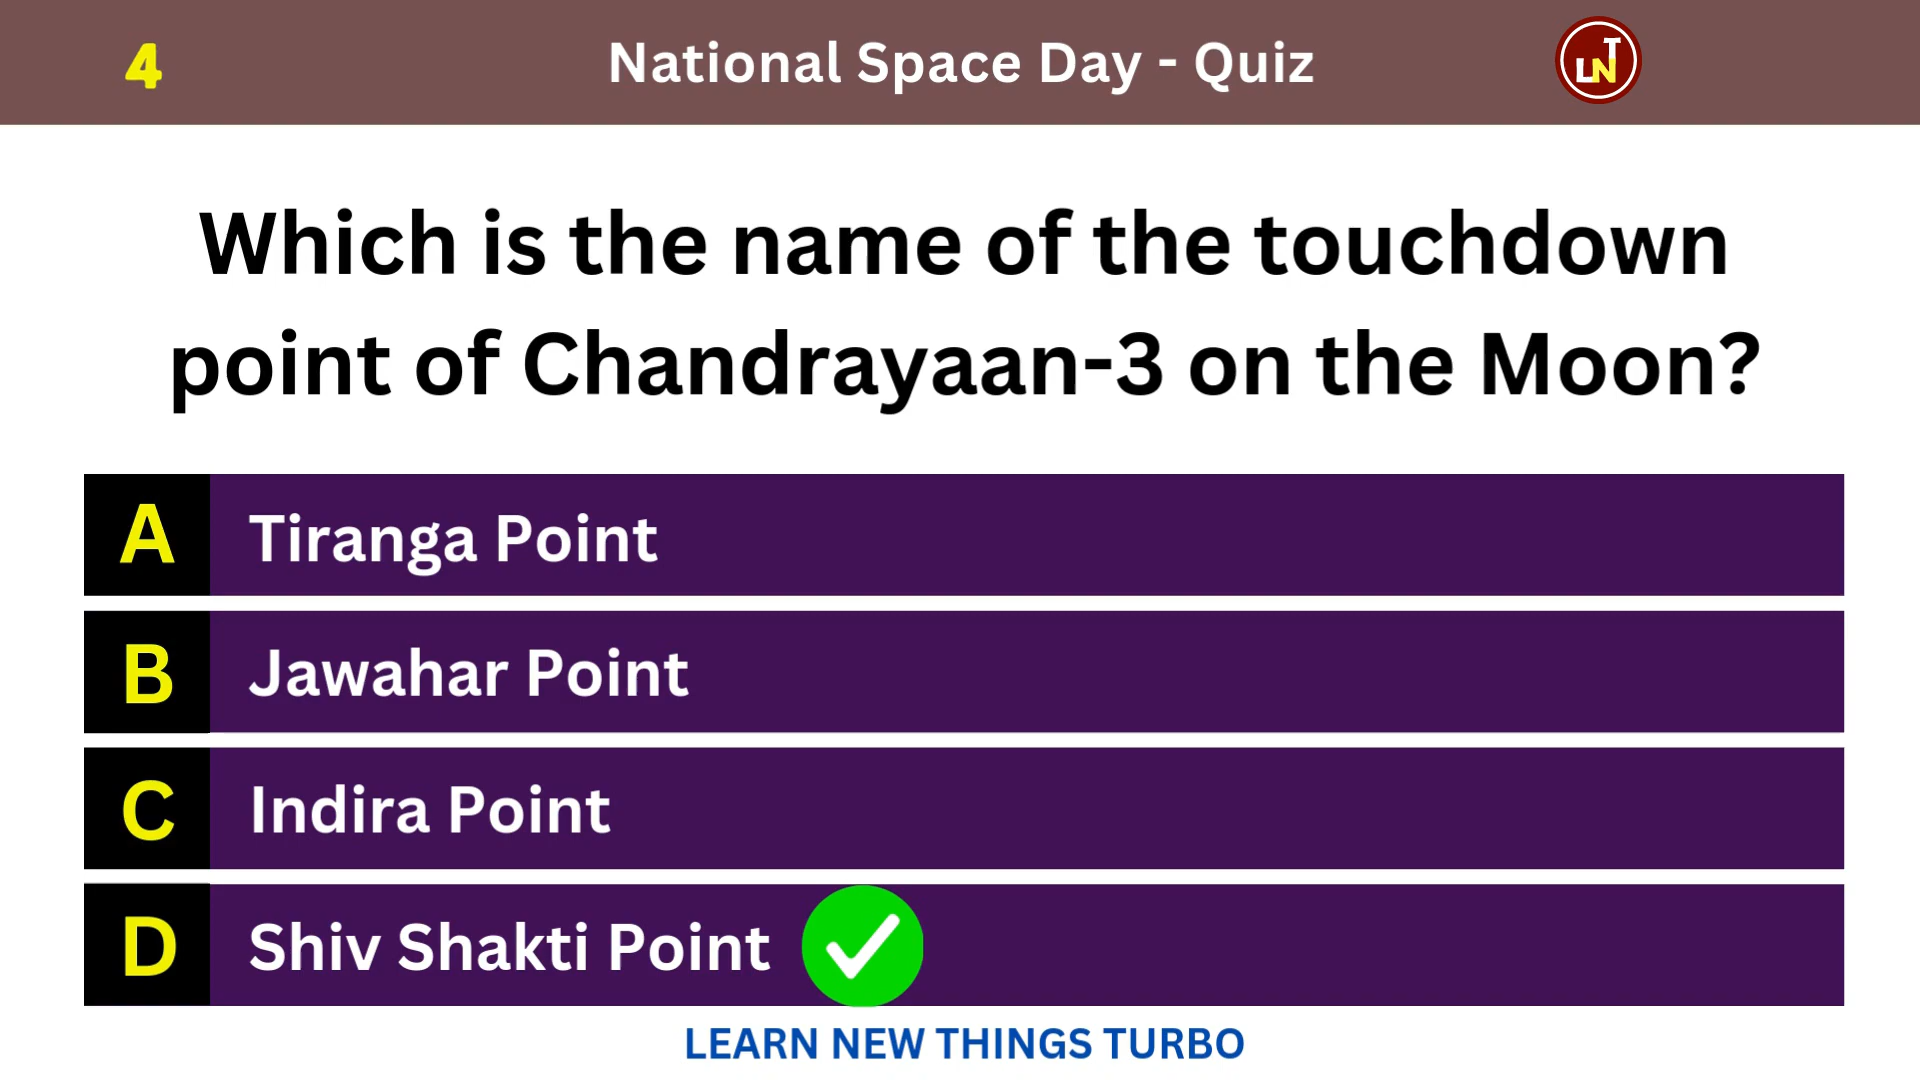 4
National Space Day - Quiz
LNT
Which is the name of the touchdown
point of Chandrayaan-3 on the Moon?
A Tiranga Point
B Jawahar Point
C Indira Point
D Shiv Shakti Point
LEARN NEW THINGS TURBO